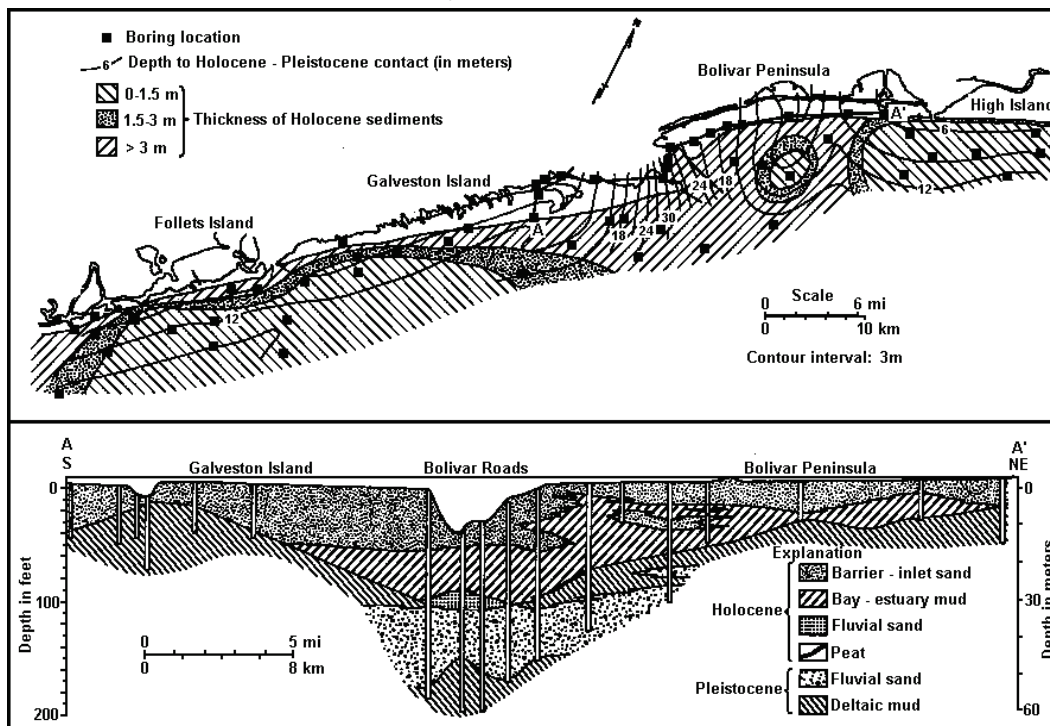 Boring location
6 Depth to Holocene - Pleistocene contact (in meters)
0-1.5 m
1.5-3 m
> 3 m
Thickness of Holocene sediments
Bolivar Peninsula
High Island
A'
6
12
Galveston Island
24
18
30
A
18
24
Follets Island
12
Scale
0 6 mi
0 10 km
Contour interval: 3m
A
S
Galveston Island
Bolivar Roads
Bolivar Peninsula
A'
NE
0
100
200
Depth in feet
0
30
60
Depth in meters
0 5 mi
0 8 km
Explanation
Holocene
Barrier - inlet sand
Bay - estuary mud
Fluvial sand
Peat
Pleistocene
Fluvial sand
Deltaic mud